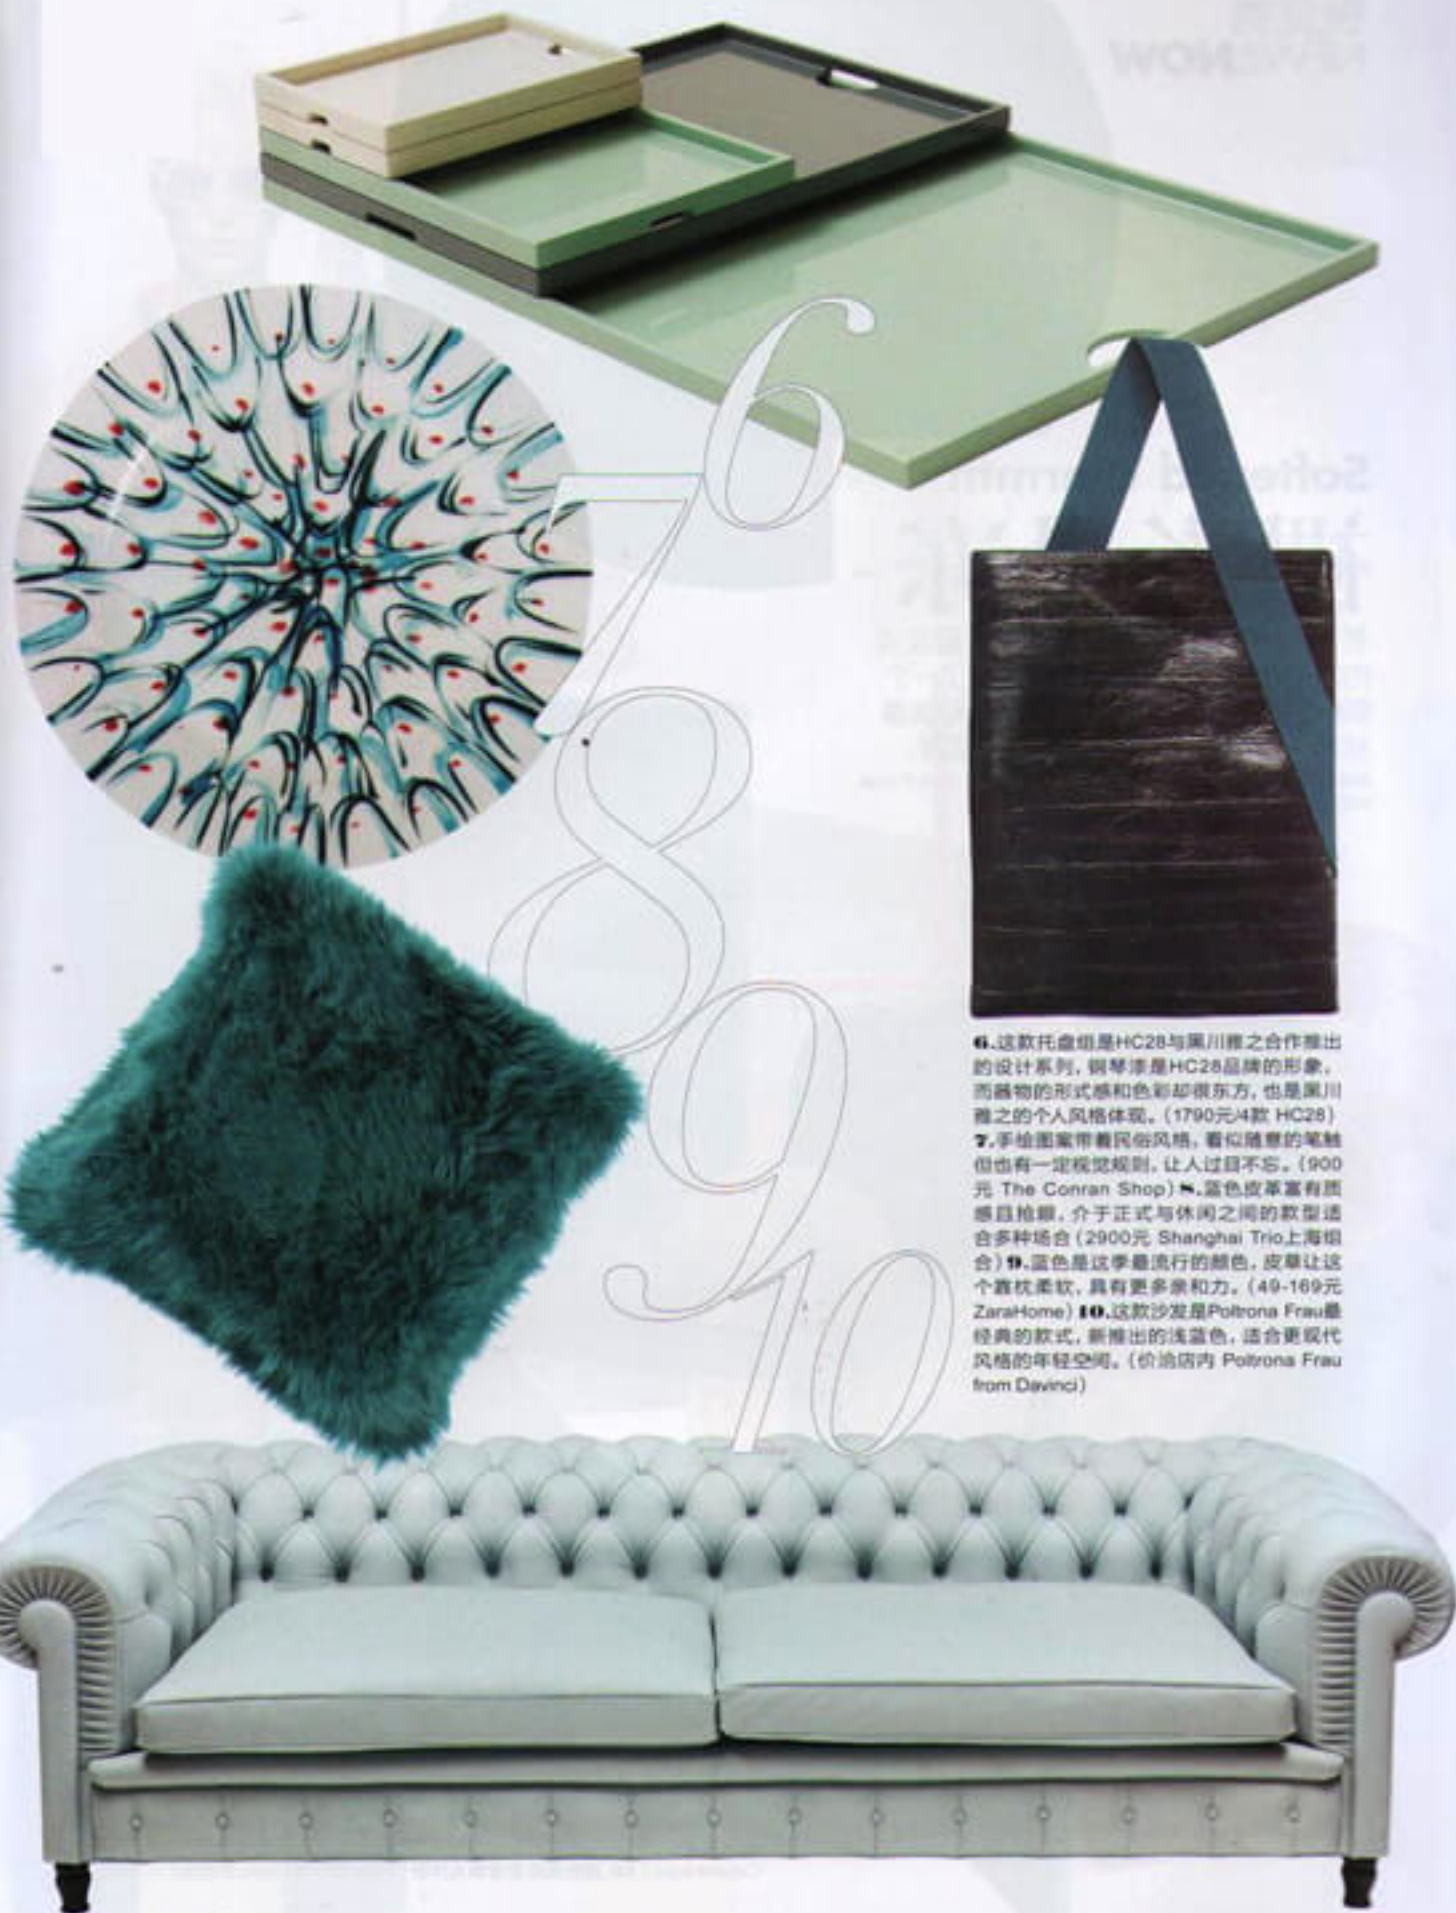 6
7
8
9
10
6.这款托盘组是HC28与黑川雅之合作推出
的设计系列，钢琴漆是HC28品牌的形象，
而器物的形式感和色彩却很东方，也是黑川
雅之的个人风格体现。（1790元/4款 HC28）
7.手绘图案带着民俗风格，看似随意的笔触
但也有一定视觉规则，让人过目不忘。（900
元 The Conran Shop）8.蓝色皮革富有质
感且抢眼，介于正式与休闲之间的款型适
合多种场合（2900元 Shanghai Trio上海组
合）9.蓝色是这季最流行的颜色，皮草让这
个靠枕柔软，具有更多亲和力。（49-169元
ZaraHome）10.这款沙发是Poltrona Frau最
经典的款式，新推出的浅蓝色，适合更现代
风格的年轻空间。（价洽店内 Poltrona Frau
from Davinci）